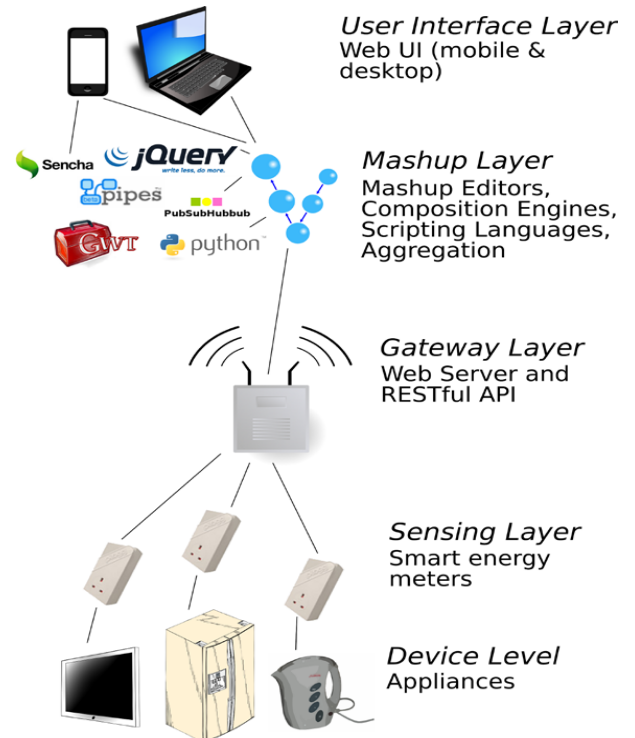 User Interface Layer
Web UI (mobile &
desktop)
Sencha
jQuery
write less, do more.
pipes
beta
PubSubHubbub
GWT
python
Mashup Layer
Mashup Editors,
Composition Engines,
Scripting Languages,
Aggregation
Gateway Layer
Web Server and
RESTful API
Sensing Layer
Smart energy
meters
Device Level
Appliances